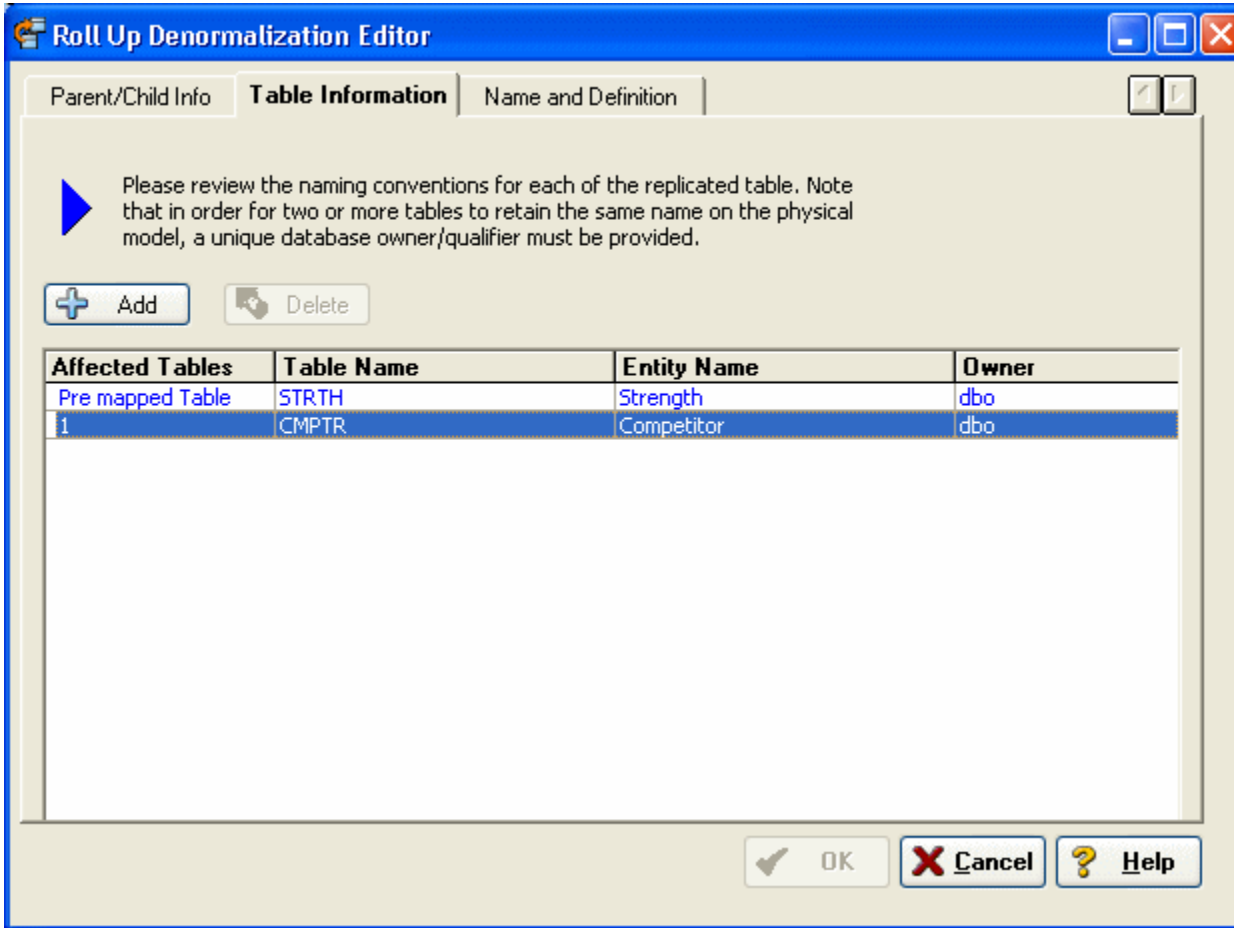 Roll Up Denormalization Editor
Parent/Child Info Table Information Name and Definition
Please review the naming conventions for each of the replicated table. Note
that in order for two or more tables to retain the same name on the physical
model, a unique database owner/qualifier must be provided.
Add Delete
Affected Tables Table Name Entity Name Owner
Pre mapped Table STRTH Strength dbo
1 CMPTR Competitor dbo
OK Cancel Help